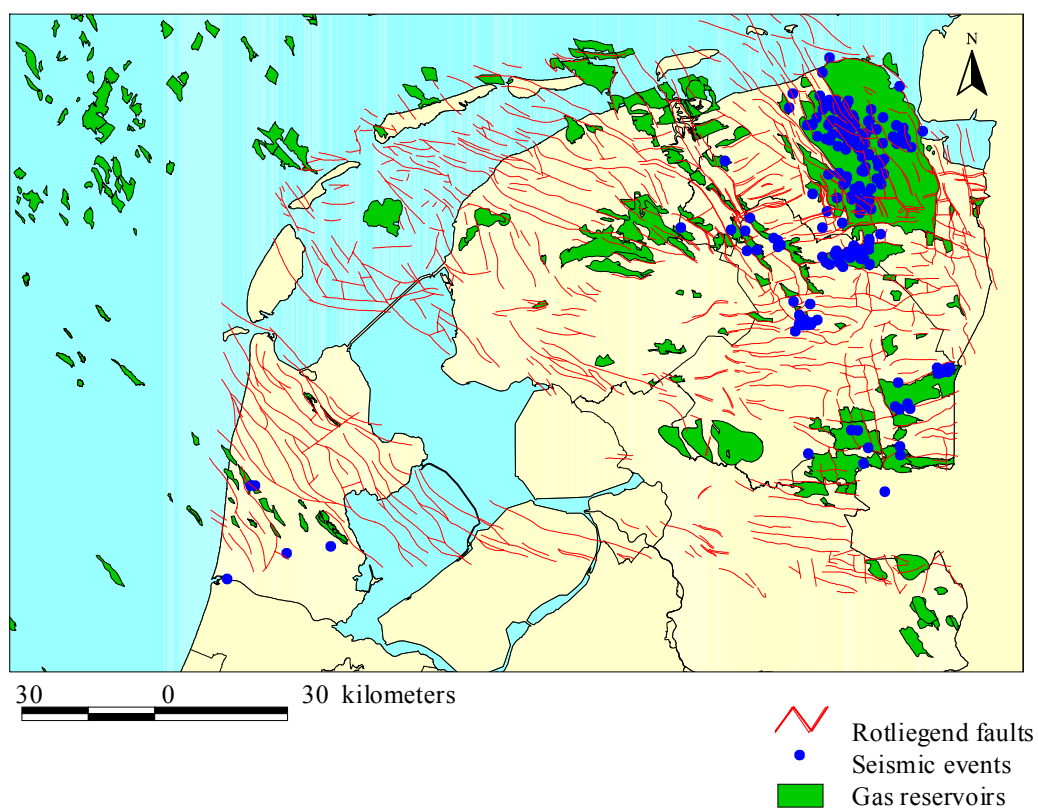 N
30 0 30 kilometers
Rotliegend faults
Seismic events
Gas reservoirs